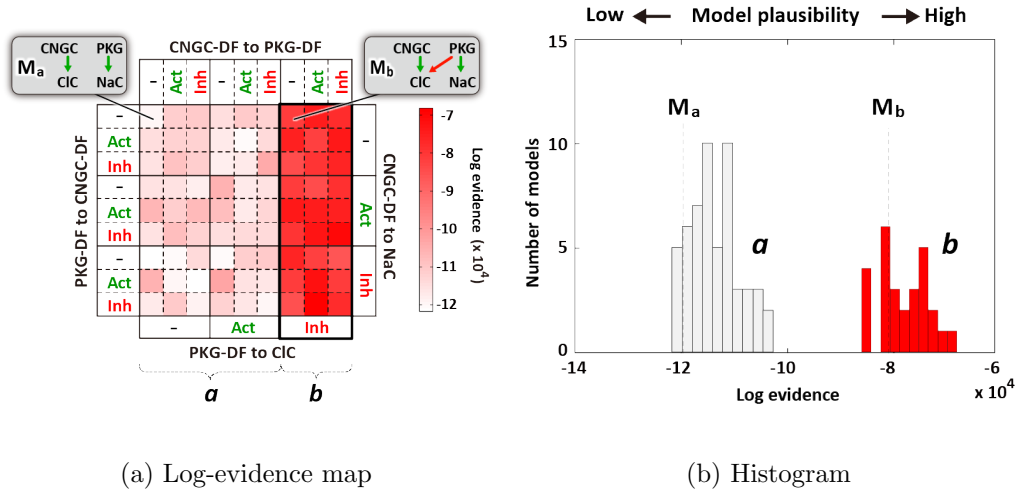 CNGC-DF to PKG-DF
Ma
CNGC PKG
ClC NaC
Mb
CNGC PKG
ClC NaC
– Act Inh – Act Inh – Act Inh
PKG-DF to CNGC-DF
–
Act
Inh
–
Act
Inh
–
Act
Inh
CNGC-DF to NaC
–
Act
Inh
– Act Inh
PKG-DF to ClC
a b
-7
-8
-9
-10
-11
-12
Log evidence (x 10⁴)
(a) Log-evidence map
Low Model plausibility High
15
10
5
0
Number of models
Ma
Mb
a
b
-14 -12 -10 -8 -6
Log evidence
x 10⁴
(b) Histogram